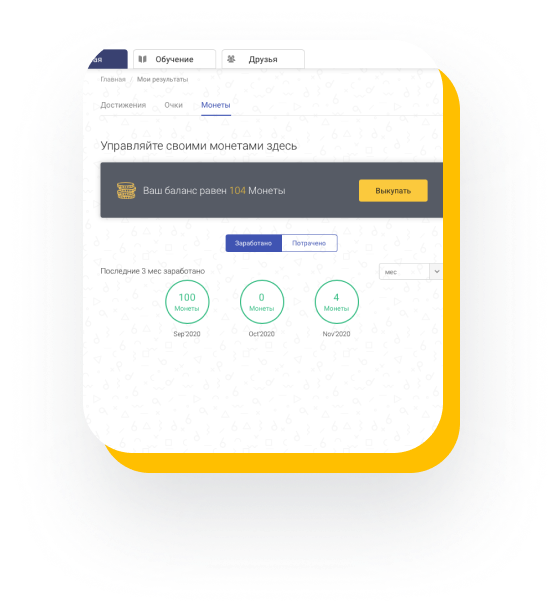 ая Обучение Друзья
Главная / Мои результаты
Достижения Очки Монеты
Управляйте своими монетами здесь
Ваш баланс равен 104 Монеты Выкупать
Заработано Потрачено
Последние 3 мес заработано мес
100 0 4
Монеты Монеты Монеты
Sep'2020 Oct'2020 Nov'2020